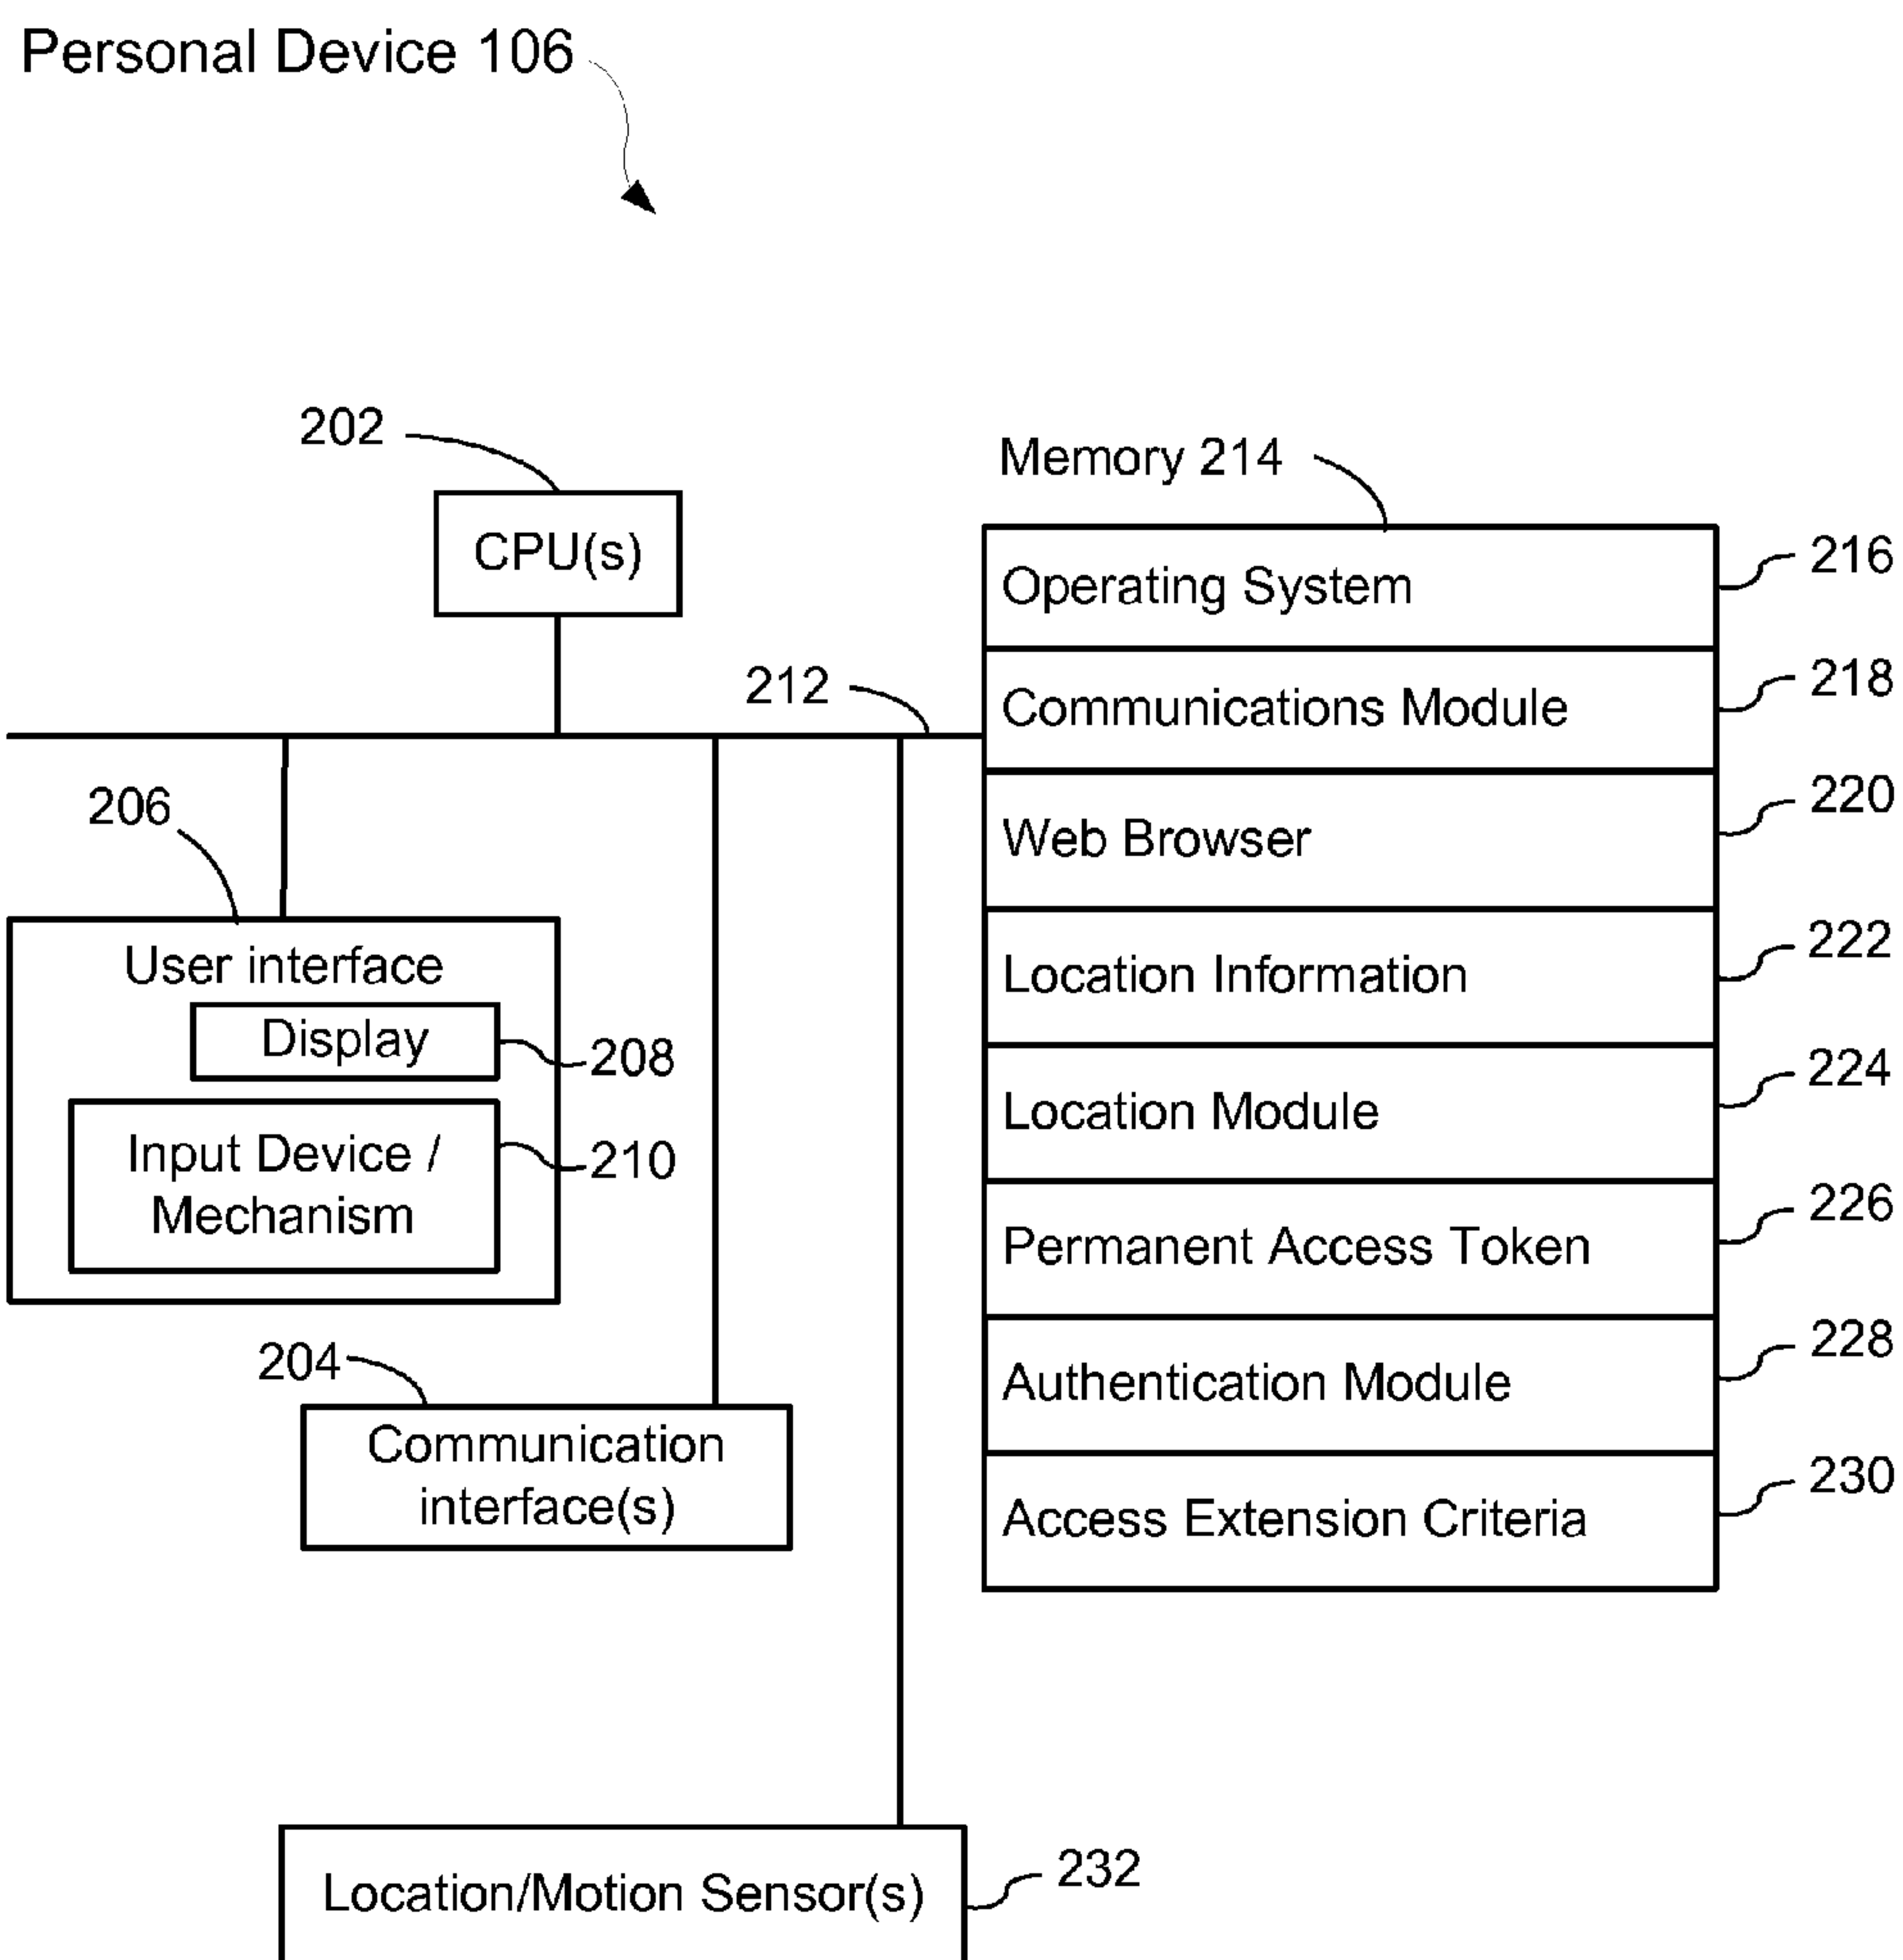 Personal Device 106
202
CPU(s)
212
206
User interface
Display
208
Input Device /
Mechanism
210
204
Communication
interface(s)
Location/Motion Sensor(s)
232
Memory 214
Operating System
216
Communications Module
218
Web Browser
220
Location Information
222
Location Module
224
Permanent Access Token
226
Authentication Module
228
Access Extension Criteria
230